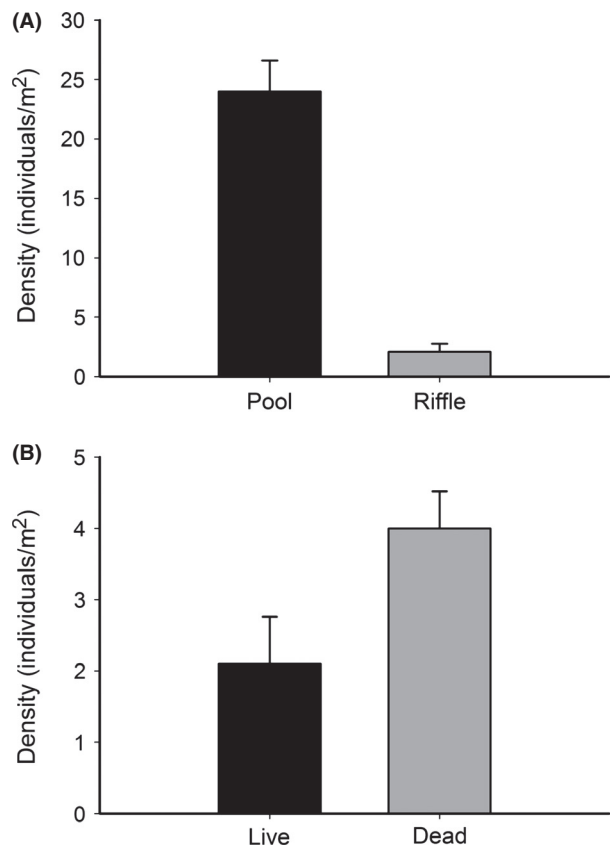 (A)
30
25
20
15
10
5
0
Density (individuals/m²)
Pool Riffle
(B)
5
4
3
2
1
0
Density (individuals/m²)
Live Dead